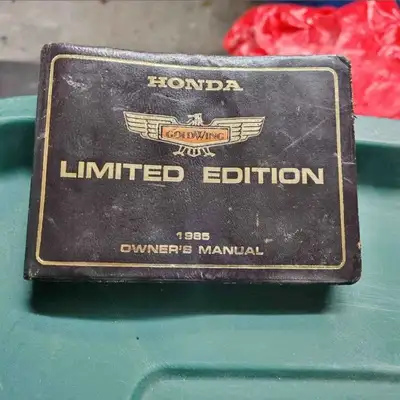 HONDA
GOLDWING
LIMITED EDITION
1985
OWNER'S MANUAL